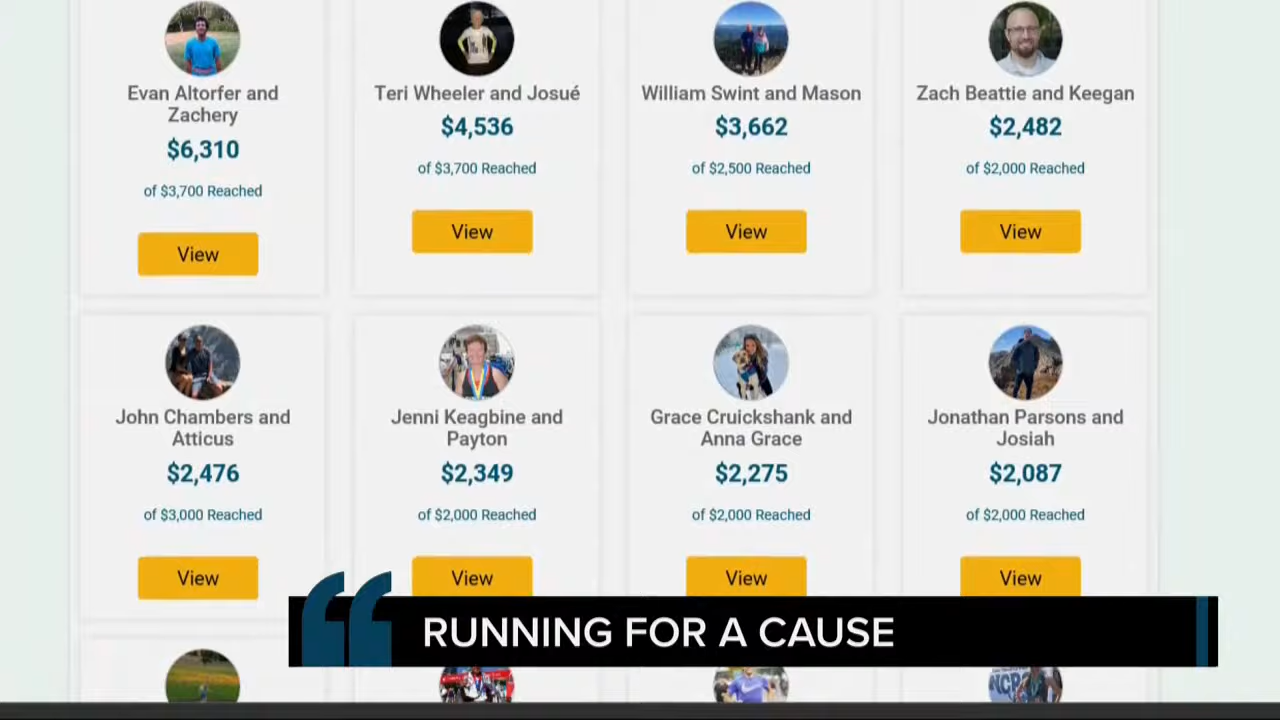 Evan Altorfer and
Zachery
$6,310
of $3,700 Reached
View
Teri Wheeler and Josué
$4,536
of $3,700 Reached
View
William Swint and Mason
$3,662
of $2,500 Reached
View
Zach Beattie and Keegan
$2,482
of $2,000 Reached
View
John Chambers and
Atticus
$2,476
of $3,000 Reached
View
Jenni Keagbine and
Payton
$2,349
of $2,000 Reached
View
Grace Cruickshank and
Anna Grace
$2,275
of $2,000 Reached
View
Jonathan Parsons and
Josiah
$2,087
of $2,000 Reached
View
“ RUNNING FOR A CAUSE